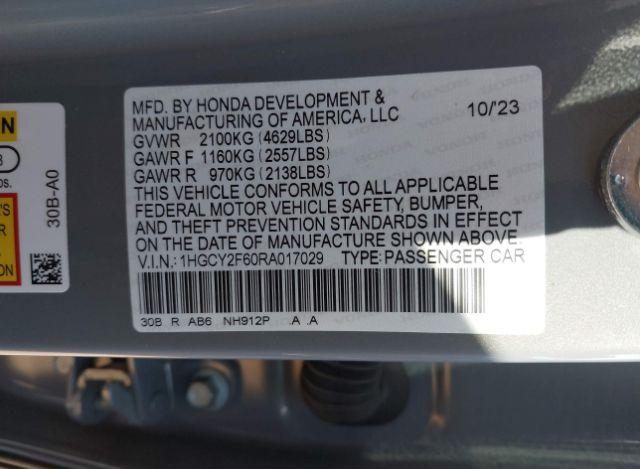 MFD. BY HONDA DEVELOPMENT &
MANUFACTURING OF AMERICA, LLC 10/'23
GVWR 2100KG (4629LBS)
GAWR F 1160KG (2557LBS)
GAWR R 970KG (2138LBS)
THIS VEHICLE CONFORMS TO ALL APPLICABLE
FEDERAL MOTOR VEHICLE SAFETY, BUMPER,
AND THEFT PREVENTION STANDARDS IN EFFECT
ON DATE OF MANUFACTURE SHOWN ABOVE.
V.I.N.:1HGCY2F60RA017029 TYPE:PASSENGER CAR
30B R AB6 NH912P .A .A
30B-A0